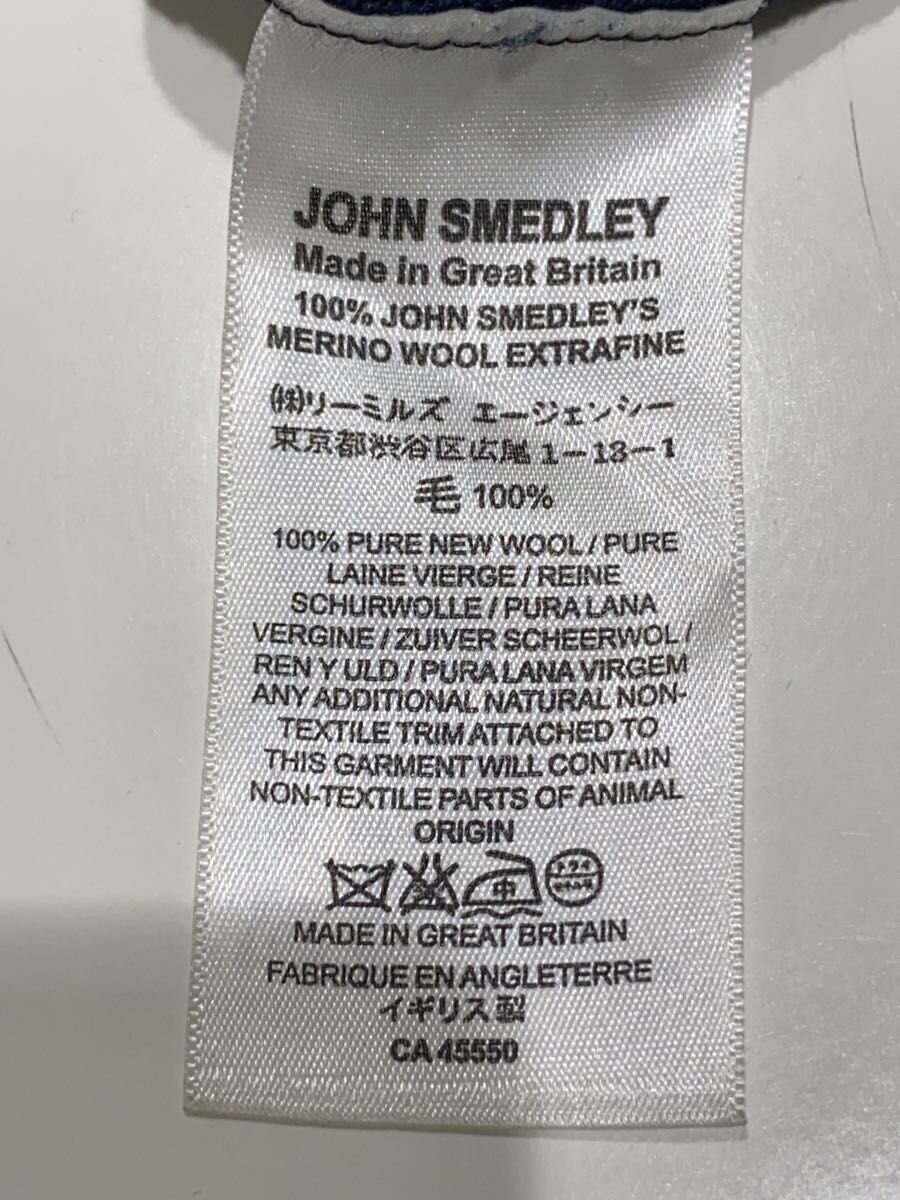 JOHN SMEDLEY
Made in Great Britain
100% JOHN SMEDLEY'S
MERINO WOOL EXTRAFINE
㈱リーミルズ エージェンシー
東京都渋谷区広尾1-13-1
毛 100%
100% PURE NEW WOOL / PURE
LAINE VIERGE / REINE
SCHURWOLLE / PURA LANA
VERGINE / ZUIVER SCHEERWOL /
REN Y ULD / PURA LANA VIRGEM
ANY ADDITIONAL NATURAL NON-
TEXTILE TRIM ATTACHED TO
THIS GARMENT WILL CONTAIN
NON-TEXTILE PARTS OF ANIMAL
ORIGIN
中 ドライ
MADE IN GREAT BRITAIN
FABRIQUE EN ANGLETERRE
イギリス製
CA 45550